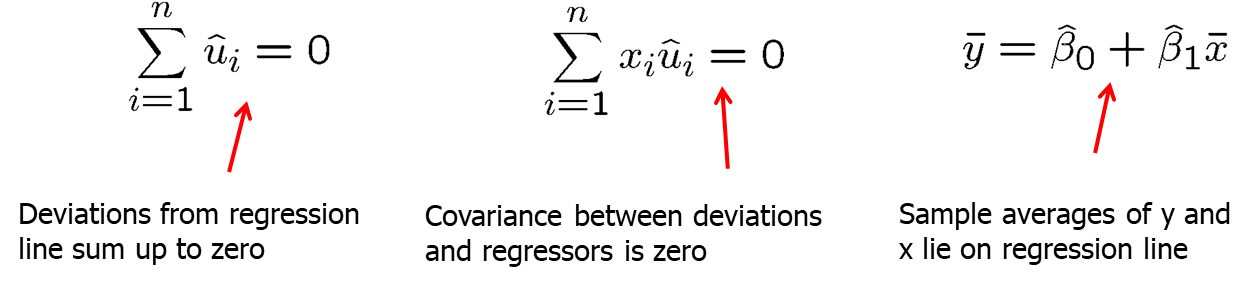 n
∑ û_i = 0
i=1
n
∑ x_i û_i = 0
i=1
ȳ = β̂_0 + β̂_1 x̄
Deviations from regression
line sum up to zero
Covariance between deviations
and regressors is zero
Sample averages of y and
x lie on regression line